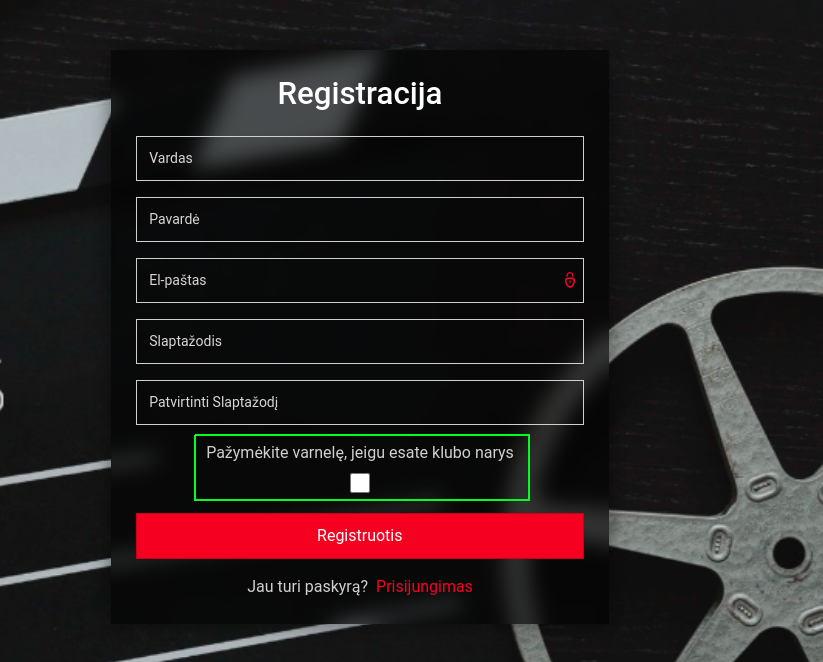 Registracija
Vardas
Pavardė
El-paštas
Slaptažodis
Patvirtinti Slaptažodį
Pažymėkite varnelę, jeigu esate klubo narys
Registruotis
Jau turi paskyrą? Prisijungimas